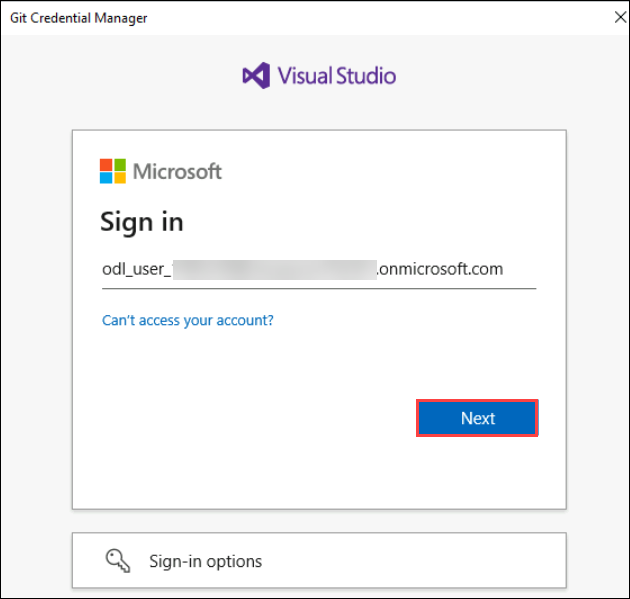 Git Credential Manager
Visual Studio
Microsoft
Sign in
odl_user_ .onmicrosoft.com
Can't access your account?
Next
Sign-in options